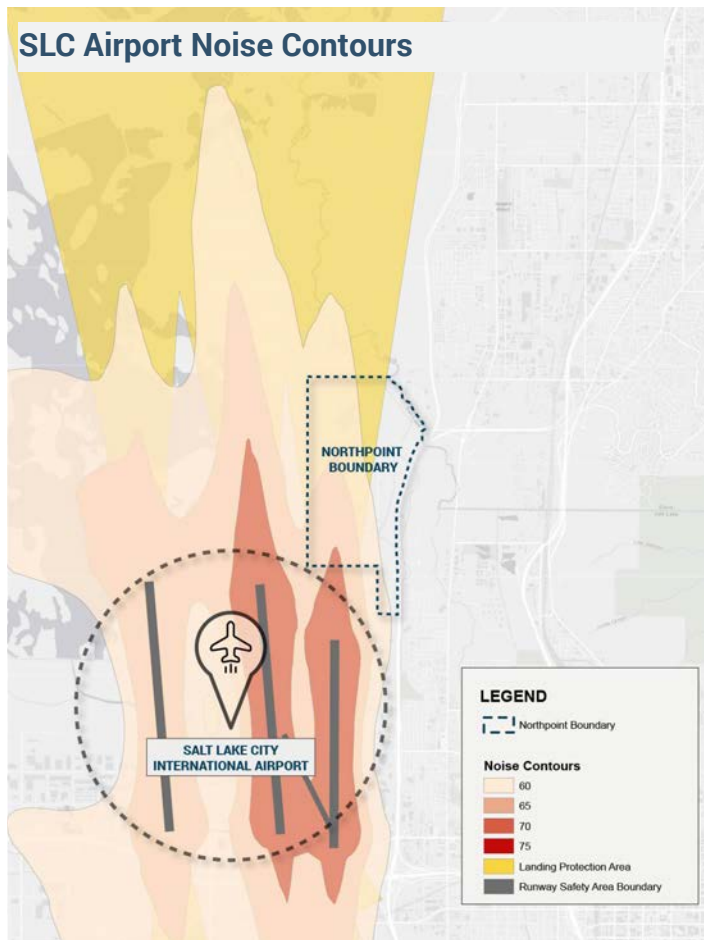 SLC Airport Noise Contours
NORTHPOINT
BOUNDARY
SALT LAKE CITY
INTERNATIONAL AIRPORT
LEGEND
Northpoint Boundary
Noise Contours
60
65
70
75
Landing Protection Area
Runway Safety Area Boundary